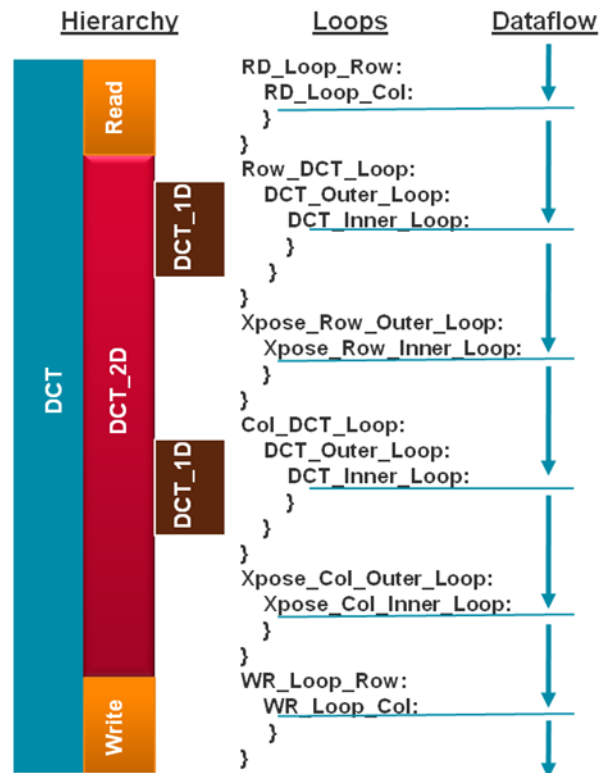 Hierarchy
Loops
Dataflow
DCT
Read
DCT_2D
DCT_1D
DCT_1D
Write
RD_Loop_Row:
RD_Loop_Col:
}
}
Row_DCT_Loop:
DCT_Outer_Loop:
DCT_Inner_Loop:
}
}
}
Xpose_Row_Outer_Loop:
Xpose_Row_Inner_Loop:
}
}
Col_DCT_Loop:
DCT_Outer_Loop:
DCT_Inner_Loop:
}
}
}
Xpose_Col_Outer_Loop:
Xpose_Col_Inner_Loop:
}
}
WR_Loop_Row:
WR_Loop_Col:
}
}